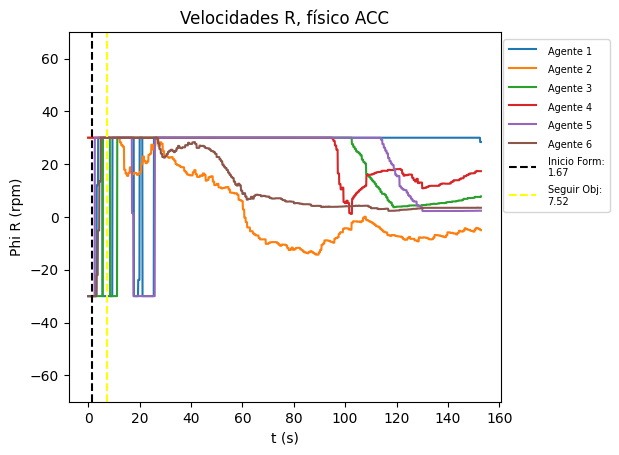 Velocidades R, físico ACC
Phi R (rpm)
60
40
20
0
−20
−40
−60
0 20 40 60 80 100 120 140 160
t (s)
Agente 1
Agente 2
Agente 3
Agente 4
Agente 5
Agente 6
Inicio Form:
1.67
Seguir Obj:
7.52